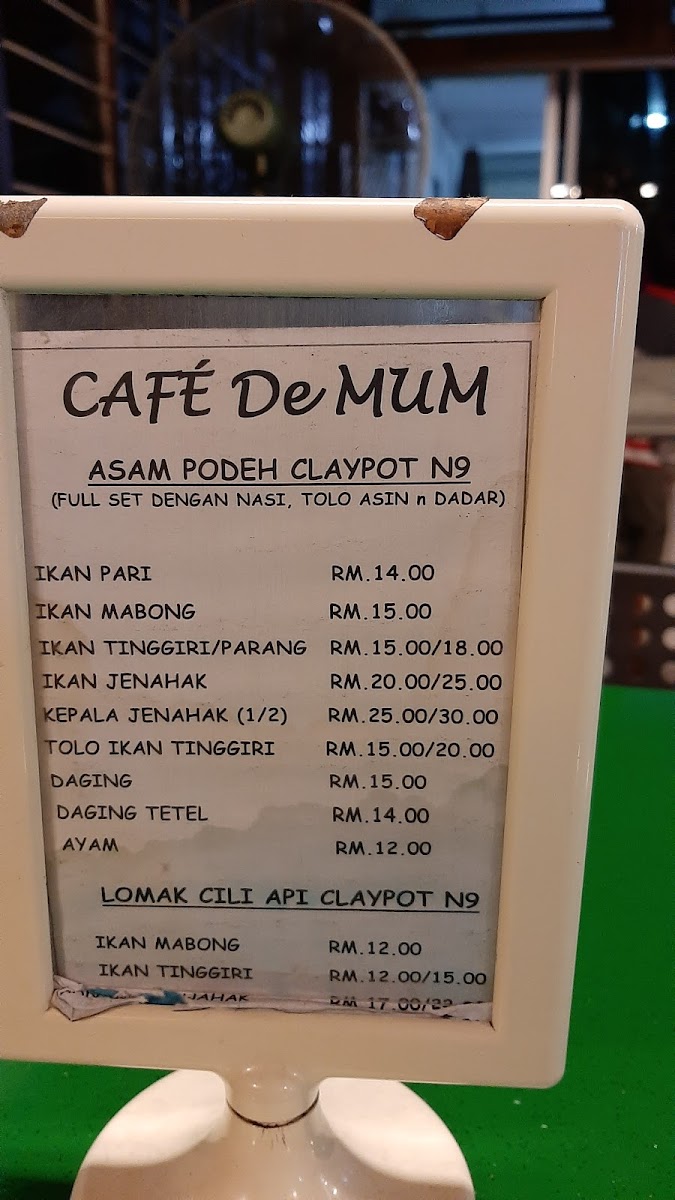 CAFÉ De MUM
ASAM PODEH CLAYPOT N9
(FULL SET DENGAN NASI, TOLO ASIN n DADAR)
IKAN PARI RM.14.00
IKAN MABONG RM.15.00
IKAN TINGGIRI/PARANG RM.15.00/18.00
IKAN JENAHAK RM.20.00/25.00
KEPALA JENAHAK (1/2) RM.25.00/30.00
TOLO IKAN TINGGIRI RM.15.00/20.00
DAGING RM.15.00
DAGING TETEL RM.14.00
AYAM RM.12.00
LOMAK CILI API CLAYPOT N9
IKAN MABONG RM.12.00
IKAN TINGGIRI RM.12.00/15.00
RM 17.00/